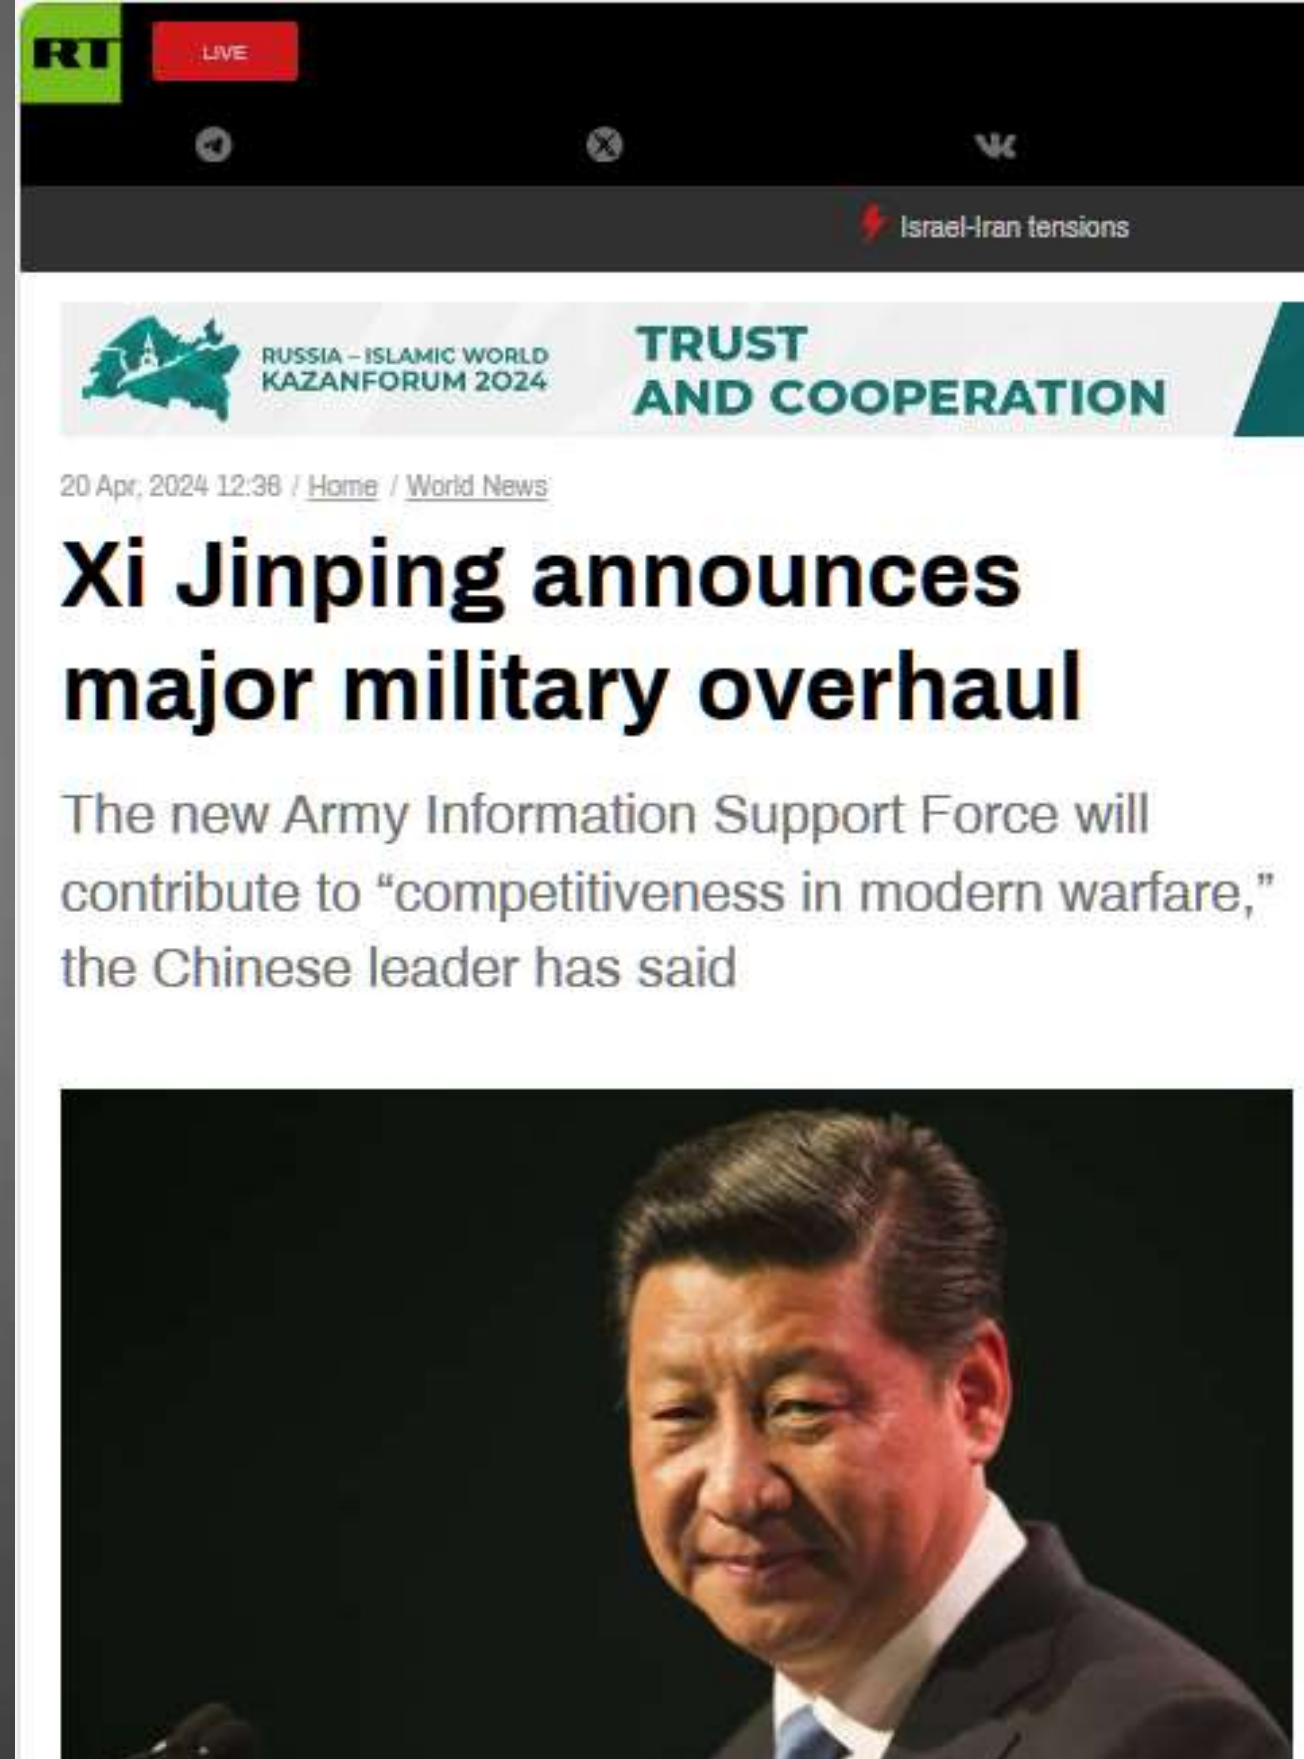 RT
LIVE
Israel-Iran tensions
RUSSIA – ISLAMIC WORLD
KAZANFORUM 2024
TRUST
AND COOPERATION
20 Apr, 2024 12:36 / Home / World News
Xi Jinping announces
major military overhaul
The new Army Information Support Force will
contribute to “competitiveness in modern warfare,”
the Chinese leader has said